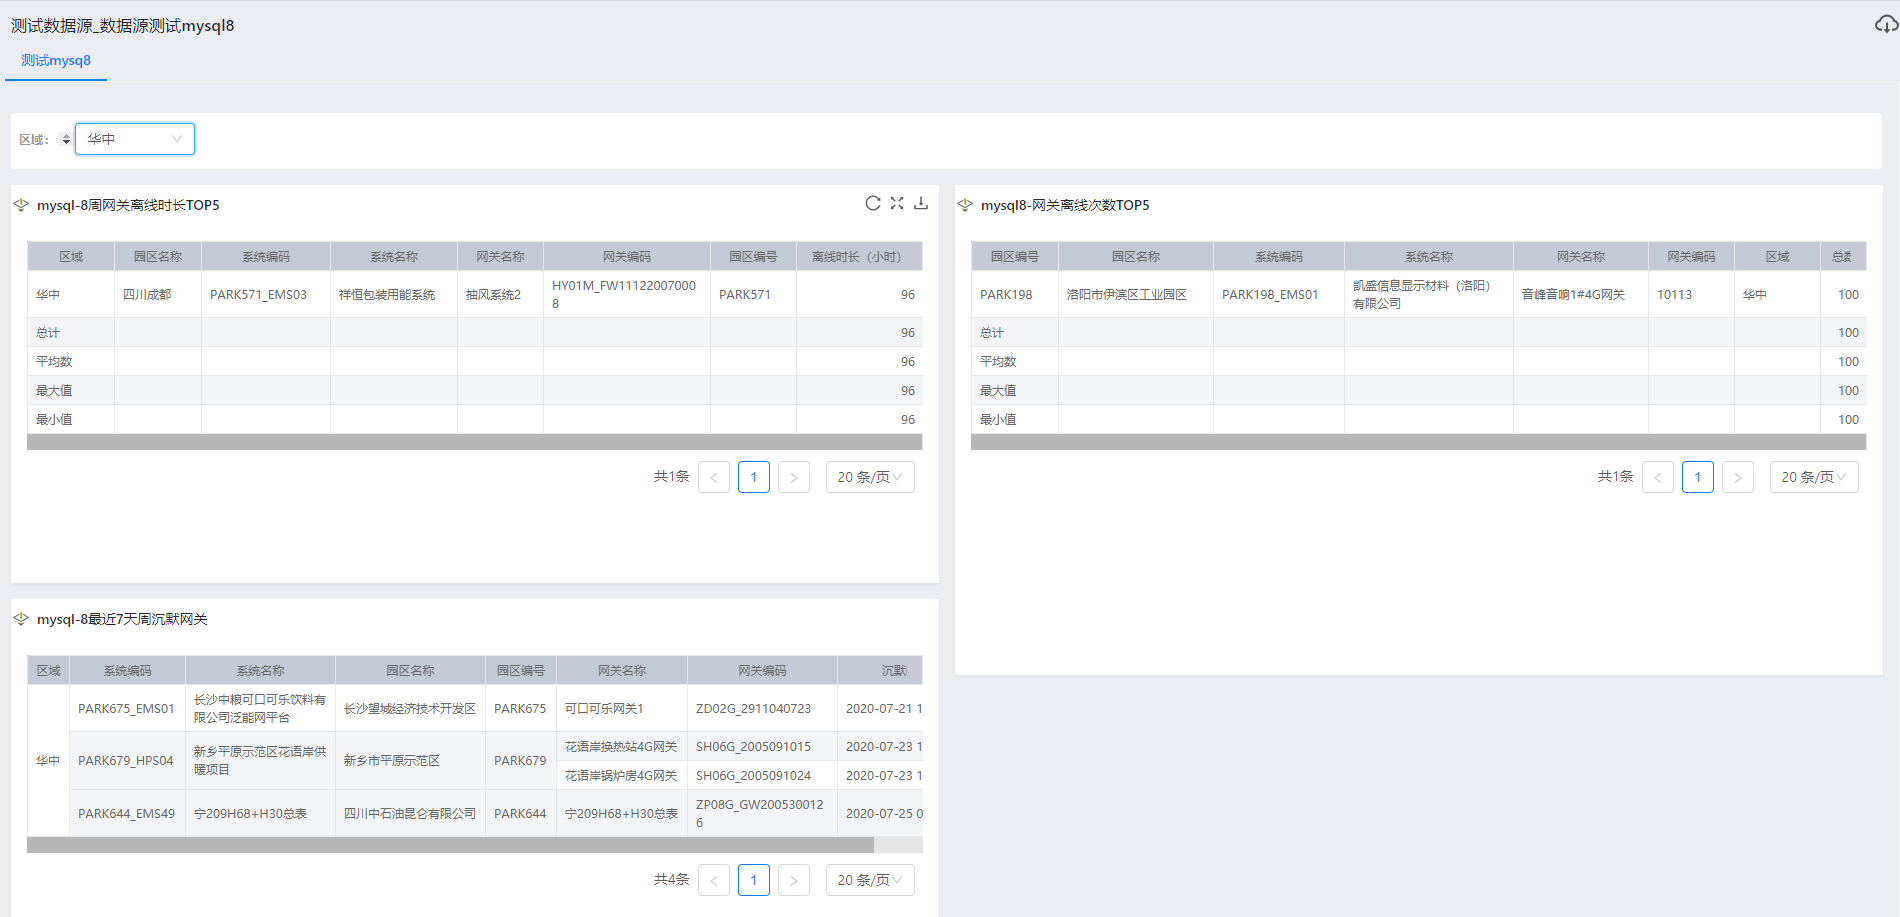 测试数据源_数据源测试mysql8
测试mysq8
区域： 华中
mysql-8周网关离线时长TOP5
区域 园区名称 系统编码 系统名称 网关名称 网关编码 园区编号 离线时长（小时）
华中 四川成都 PARK571_EMS03 祥恒包装用能系统 抽风系统2 HY01M_FW11122007000
8 PARK571 96
总计 96
平均数 96
最大值 96
最小值 96
共1条 < 1 > 20 条/页
mysql8-网关离线次数TOP5
园区编号 园区名称 系统编码 系统名称 网关名称 网关编码 区域 总
PARK198 洛阳市伊滨区工业园区 PARK198_EMS01 凯盛信息显示材料（洛阳）
有限公司 音峰音响1#4G网关 10113 华中 100
总计 100
平均数 100
最大值 100
最小值 100
共1条 < 1 > 20 条/页
mysql-8最近7天周沉默网关
区域 系统编码 系统名称 园区名称 园区编号 网关名称 网关编码 沉默
华中 PARK675_EMS01 长沙中粮可口可乐饮料有
限公司泛能网平台 长沙望城经济技术开发区 PARK675 可口可乐网关1 ZD02G_2911040723 2020-07-21 1
PARK679_HPS04 新乡平原示范区花语岸供
暖项目 新乡市平原示范区 PARK679 花语岸换热站4G网关 SH06G_2005091015 2020-07-23 1
花语岸锅炉房4G网关 SH06G_2005091024 2020-07-23 1
PARK644_EMS49 宁209H68+H30总表 四川中石油昆仑有限公司 PARK644 宁209H68+H30总表 ZP08G_GW200530012
6 2020-07-25 0
共4条 < 1 > 20 条/页